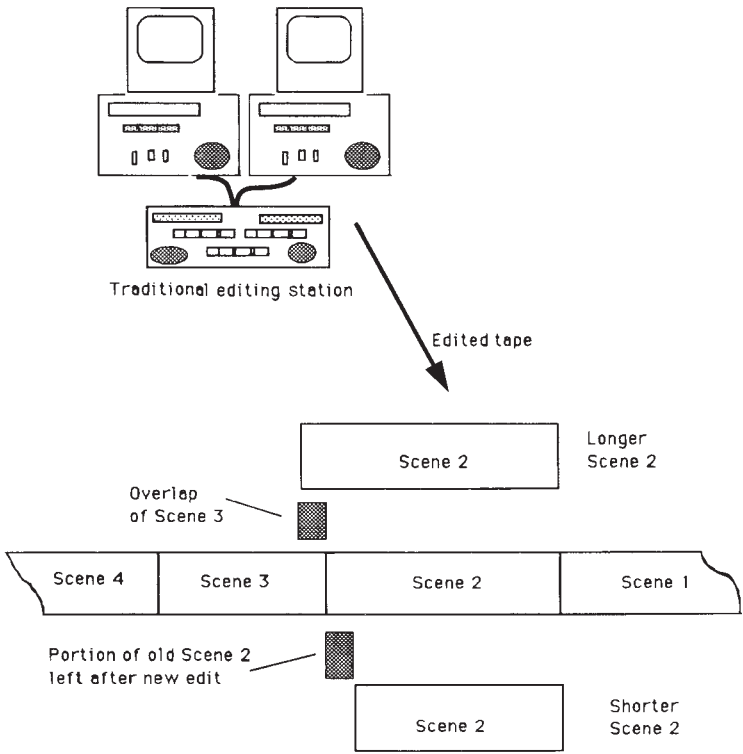 Traditional editing station
Edited tape
Scene 2
Longer
Scene 2
Overlap
of Scene 3
Scene 4
Scene 3
Scene 2
Scene 1
Portion of old Scene 2
left after new edit
Scene 2
Shorter
Scene 2